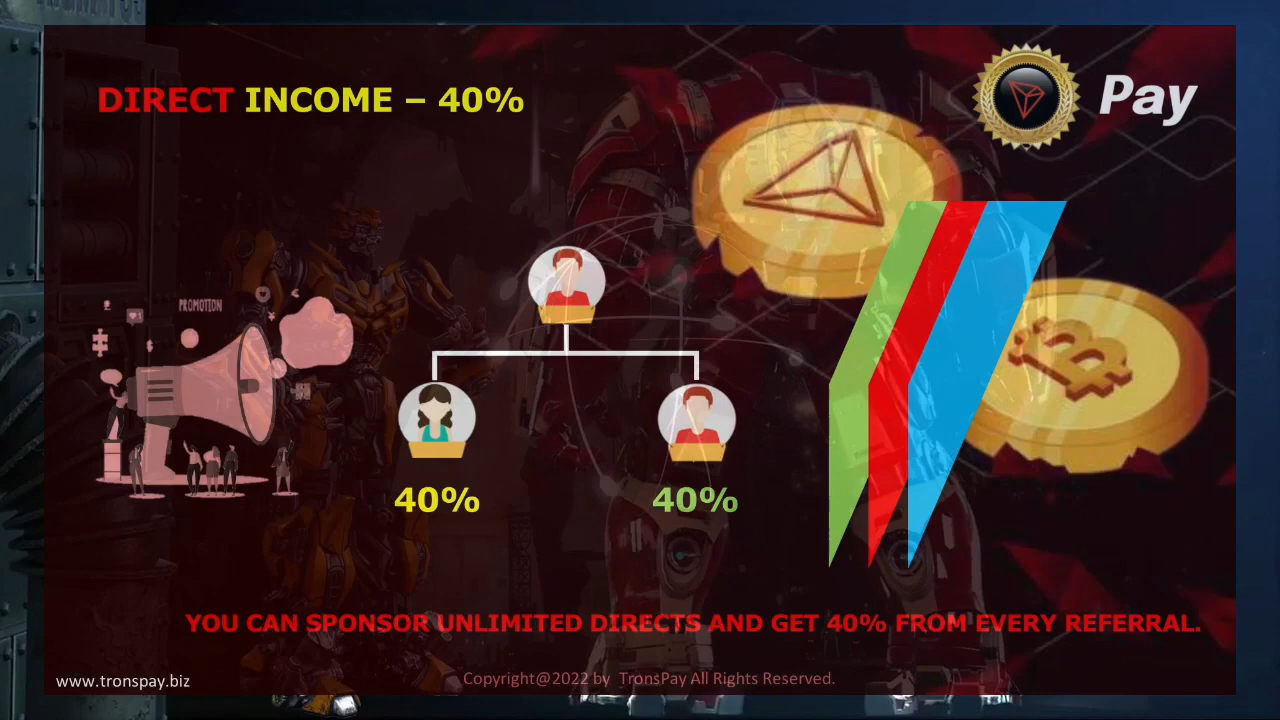 DIRECT INCOME – 40%
Pay
PROMOTION
40%
40%
YOU CAN SPONSOR UNLIMITED DIRECTS AND GET 40% FROM EVERY REFERRAL.
www.tronspay.biz
Copyright@2022 by TronsPay All Rights Reserved.